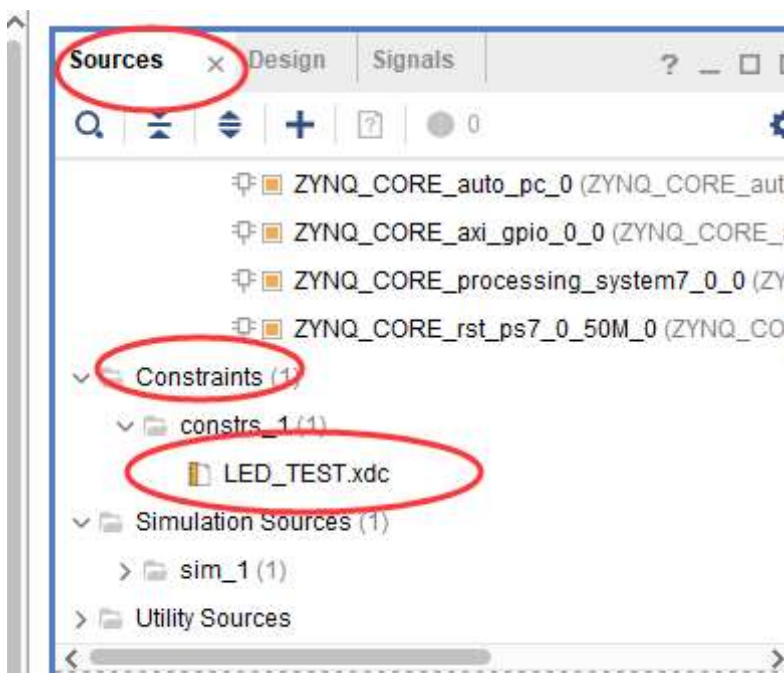 Sources × Design Signals ?
? 0
ZYNQ_CORE_auto_pc_0 (ZYNQ_CORE_aut
ZYNQ_CORE_axi_gpio_0_0 (ZYNQ_CORE_
ZYNQ_CORE_processing_system7_0_0 (ZY
ZYNQ_CORE_rst_ps7_0_50M_0 (ZYNQ_CO
Constraints (1)
constrs_1 (1)
LED_TEST.xdc
Simulation Sources (1)
sim_1 (1)
Utility Sources